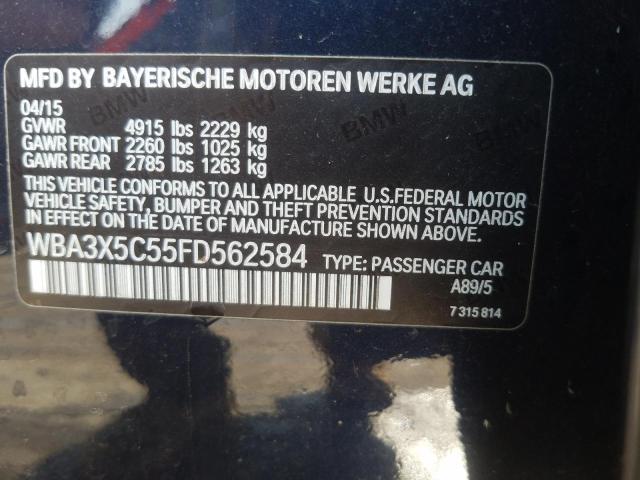 MFD BY BAYERISCHE MOTOREN WERKE AG
04/15
GVWR 4915 lbs 2229 kg
GAWR FRONT 2260 lbs 1025 kg
GAWR REAR 2785 lbs 1263 kg
THIS VEHICLE CONFORMS TO ALL APPLICABLE U.S.FEDERAL MOTOR
VEHICLE SAFETY, BUMPER AND THEFT PREVENTION STANDARDS IN
EFFECT ON THE DATE OF MANUFACTURE SHOWN ABOVE.
WBA3X5C55FD562584 TYPE: PASSENGER CAR
A89/5
7 315 814
BMW
BMW